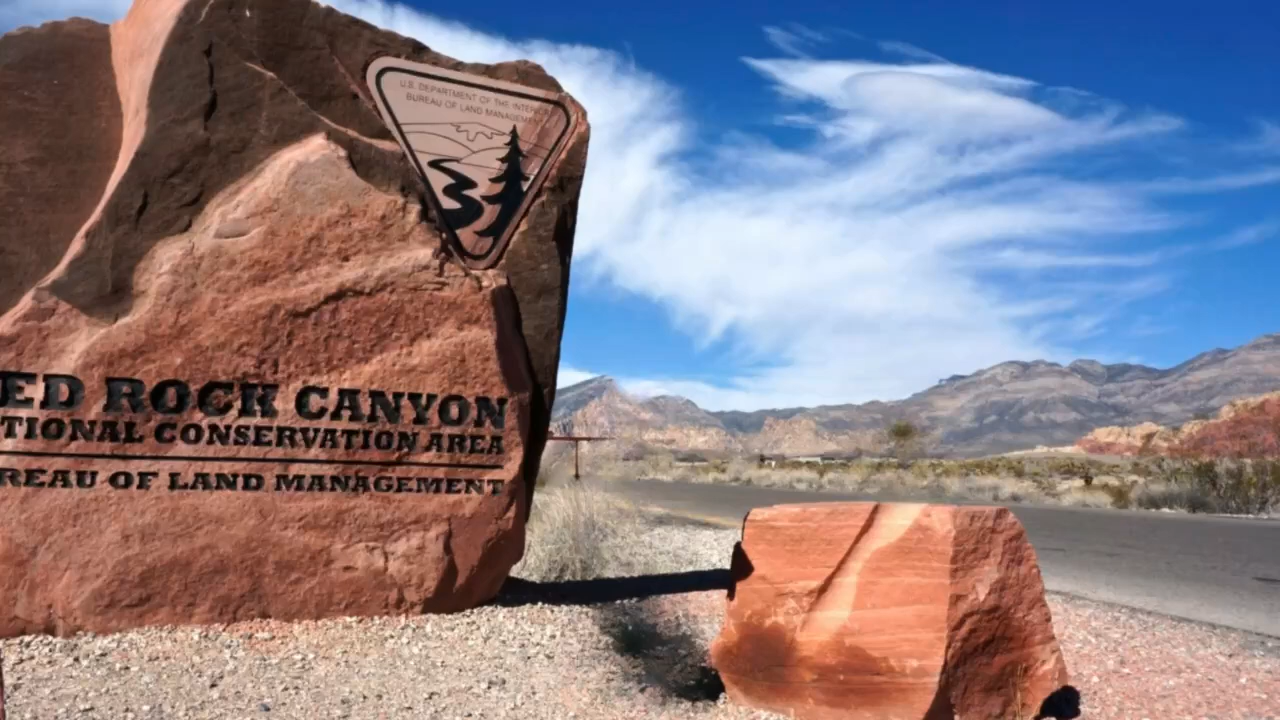 U.S. DEPARTMENT OF THE INTERIOR
BUREAU OF LAND MANAGEMENT
ED ROCK CANYON
TIONAL CONSERVATION AREA
REAU OF LAND MANAGEMENT